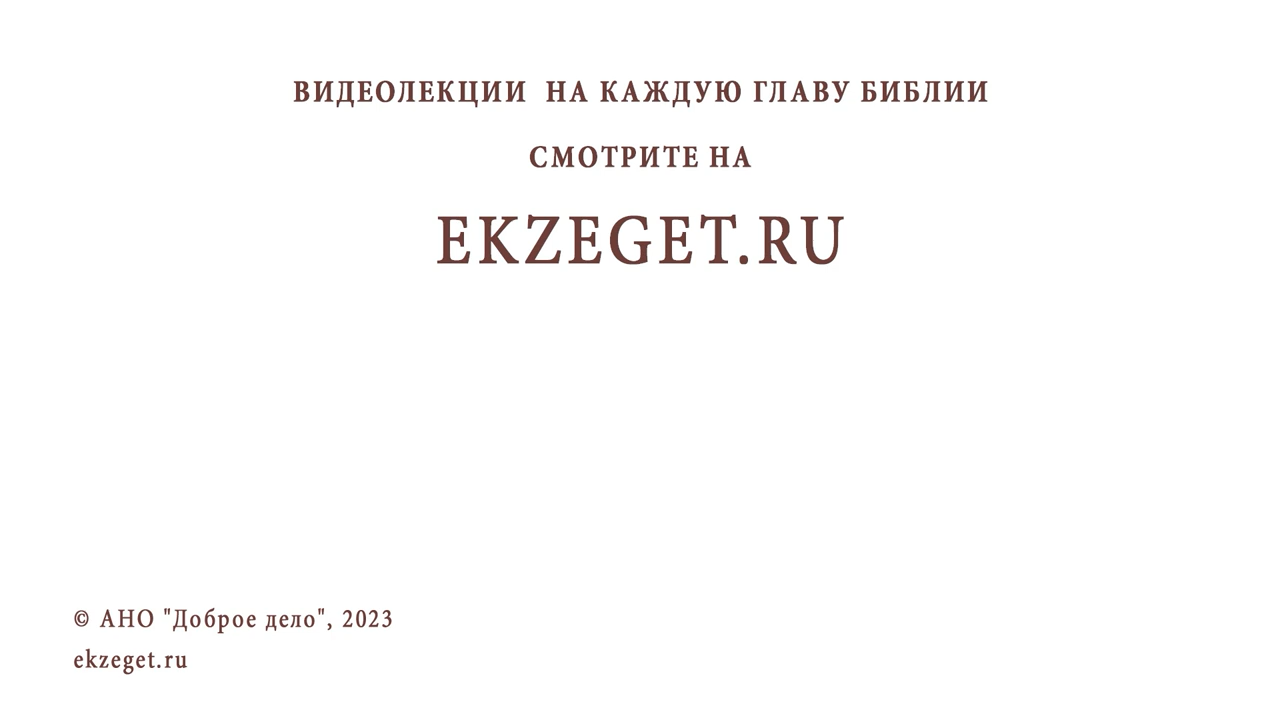 ВИДЕОЛЕКЦИИ НА КАЖДУЮ ГЛАВУ БИБЛИИ
СМОТРИТЕ НА
EKZEGET.RU
© АНО "Доброе дело", 2023
ekzeget.ru